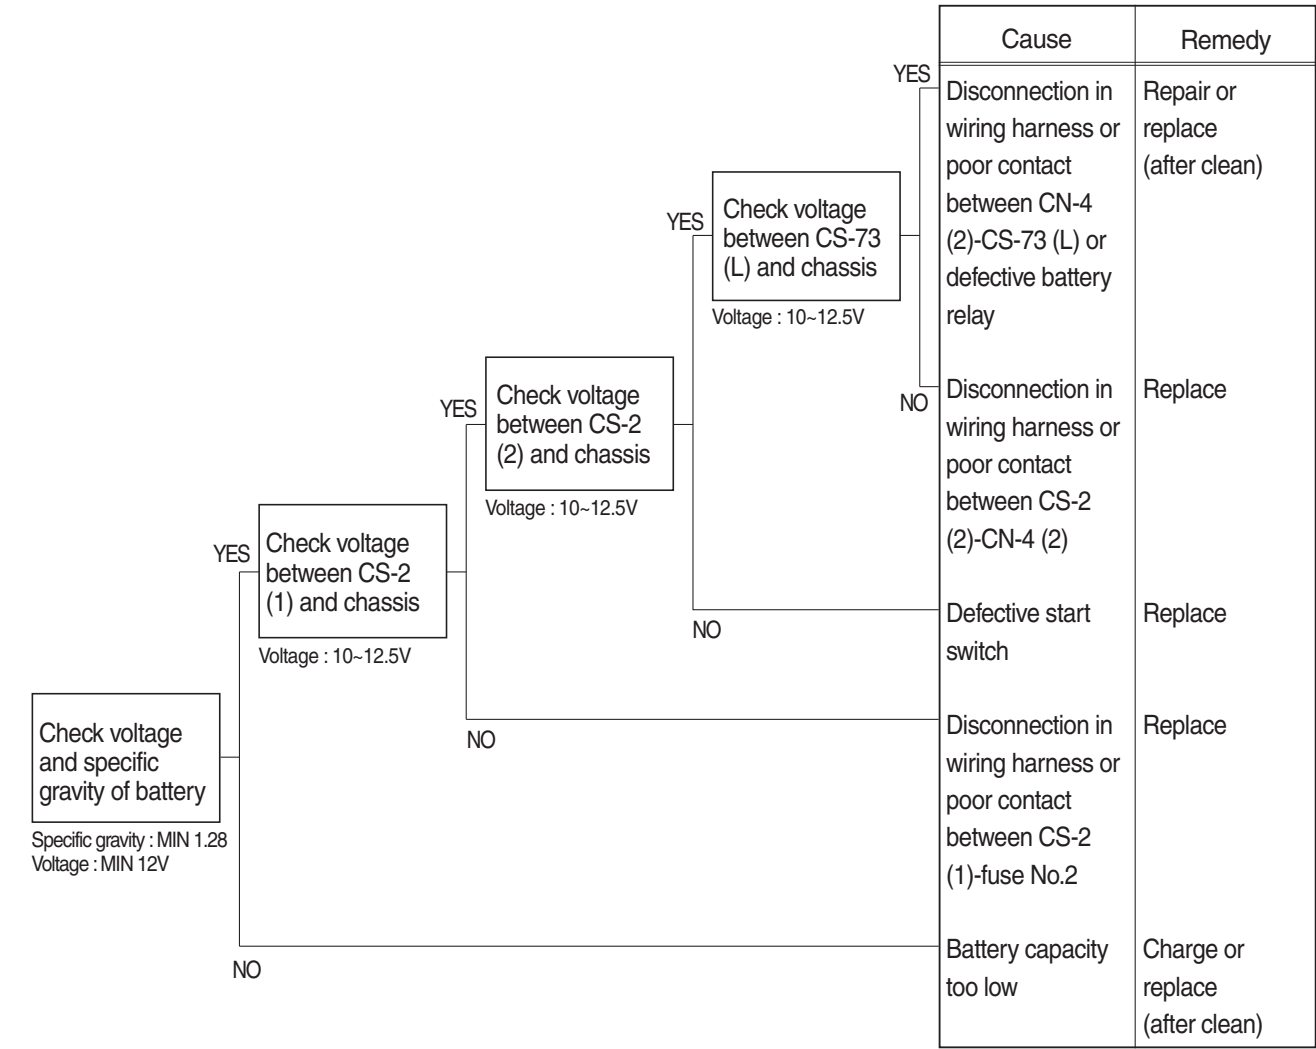 Cause
Remedy
YES
Disconnection in
wiring harness or
poor contact
between CN-4
(2)-CS-73 (L) or
defective battery
relay
Repair or
replace
(after clean)
YES
Check voltage
between CS-73
(L) and chassis
Voltage : 10~12.5V
NO
Disconnection in
wiring harness or
poor contact
between CS-2
(2)-CN-4 (2)
Replace
YES
Check voltage
between CS-2
(2) and chassis
Voltage : 10~12.5V
NO
Defective start
switch
Replace
YES
Check voltage
between CS-2
(1) and chassis
Voltage : 10~12.5V
NO
Disconnection in
wiring harness or
poor contact
between CS-2
(1)-fuse No.2
Replace
Check voltage
and specific
gravity of battery
Specific gravity : MIN 1.28
Voltage : MIN 12V
NO
Battery capacity
too low
Charge or
replace
(after clean)